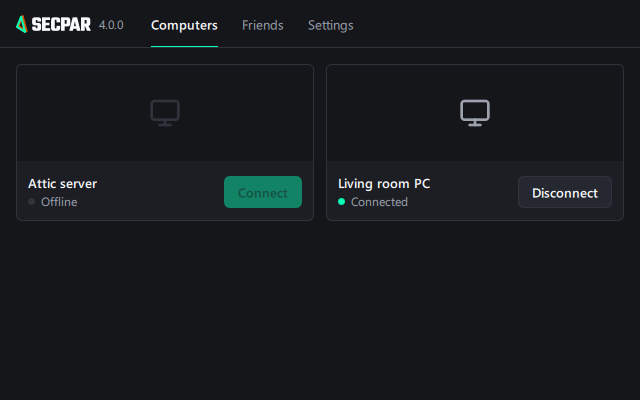 SECPAR 4.0.0 Computers Friends Settings
Attic server
Offline
Connect
Living room PC
Connected
Disconnect